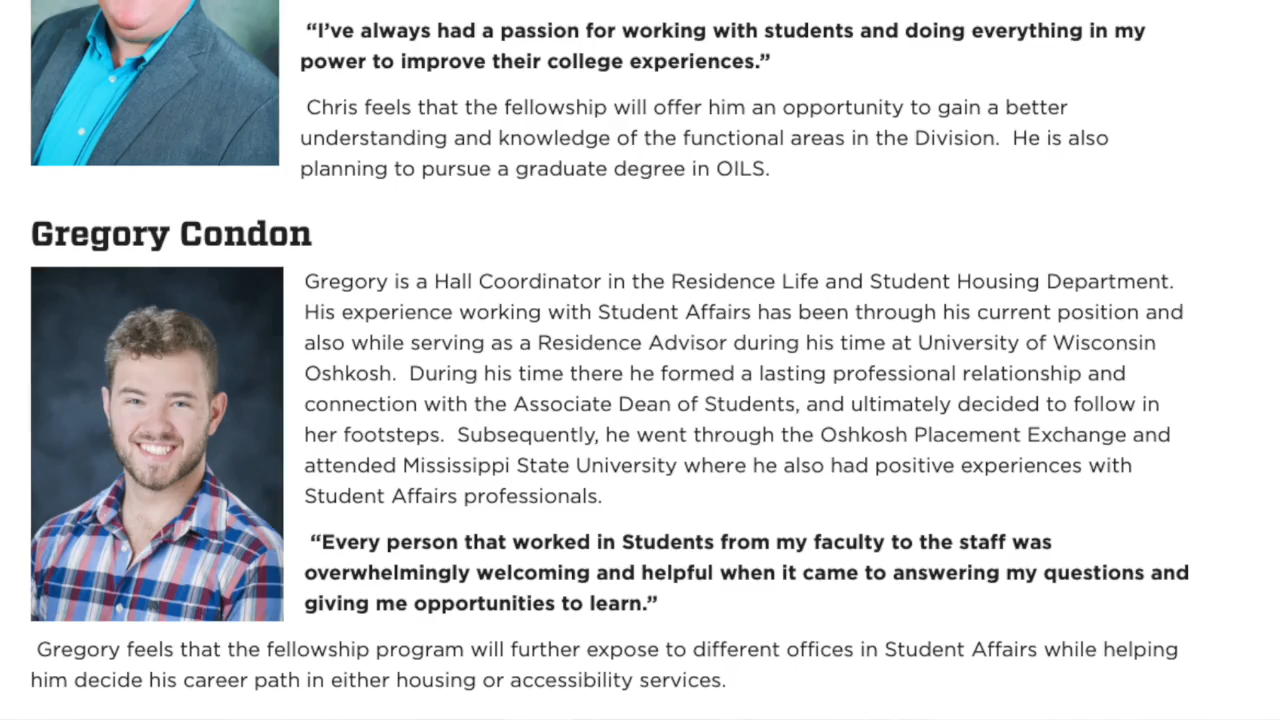 “I’ve always had a passion for working with students and doing everything in my
power to improve their college experiences.”
Chris feels that the fellowship will offer him an opportunity to gain a better
understanding and knowledge of the functional areas in the Division.  He is also
planning to pursue a graduate degree in OILS.
Gregory Condon
Gregory is a Hall Coordinator in the Residence Life and Student Housing Department.
His experience working with Student Affairs has been through his current position and
also while serving as a Residence Advisor during his time at University of Wisconsin
Oshkosh.  During his time there he formed a lasting professional relationship and
connection with the Associate Dean of Students, and ultimately decided to follow in
her footsteps.  Subsequently, he went through the Oshkosh Placement Exchange and
attended Mississippi State University where he also had positive experiences with
Student Affairs professionals.
“Every person that worked in Students from my faculty to the staff was
overwhelmingly welcoming and helpful when it came to answering my questions and
giving me opportunities to learn.”
Gregory feels that the fellowship program will further expose to different offices in Student Affairs while helping
him decide his career path in either housing or accessibility services.